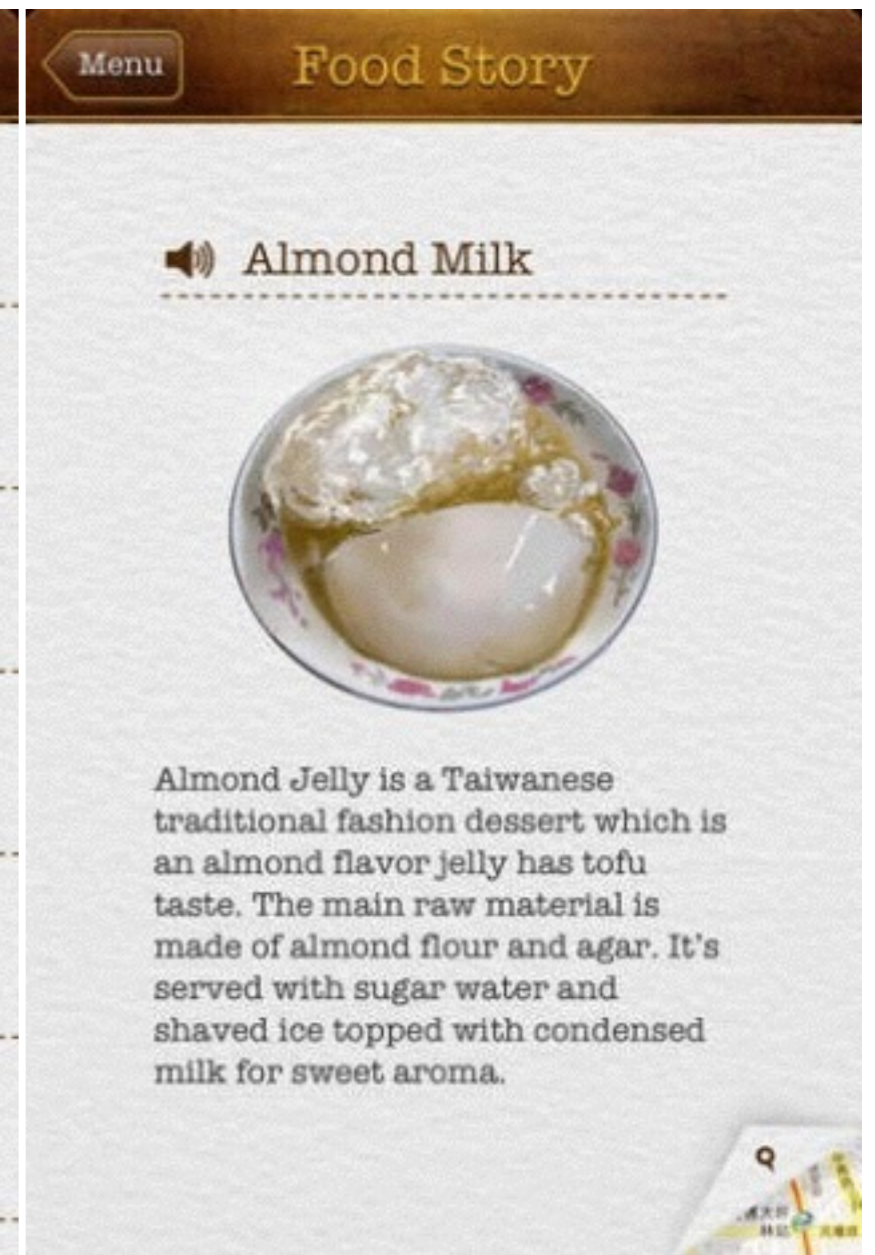 Menu
Food Story
Almond Milk
Almond Jelly is a Taiwanese
traditional fashion dessert which is
an almond flavor jelly has tofu
taste. The main raw material is
made of almond flour and agar. It's
served with sugar water and
shaved ice topped with condensed
milk for sweet aroma.